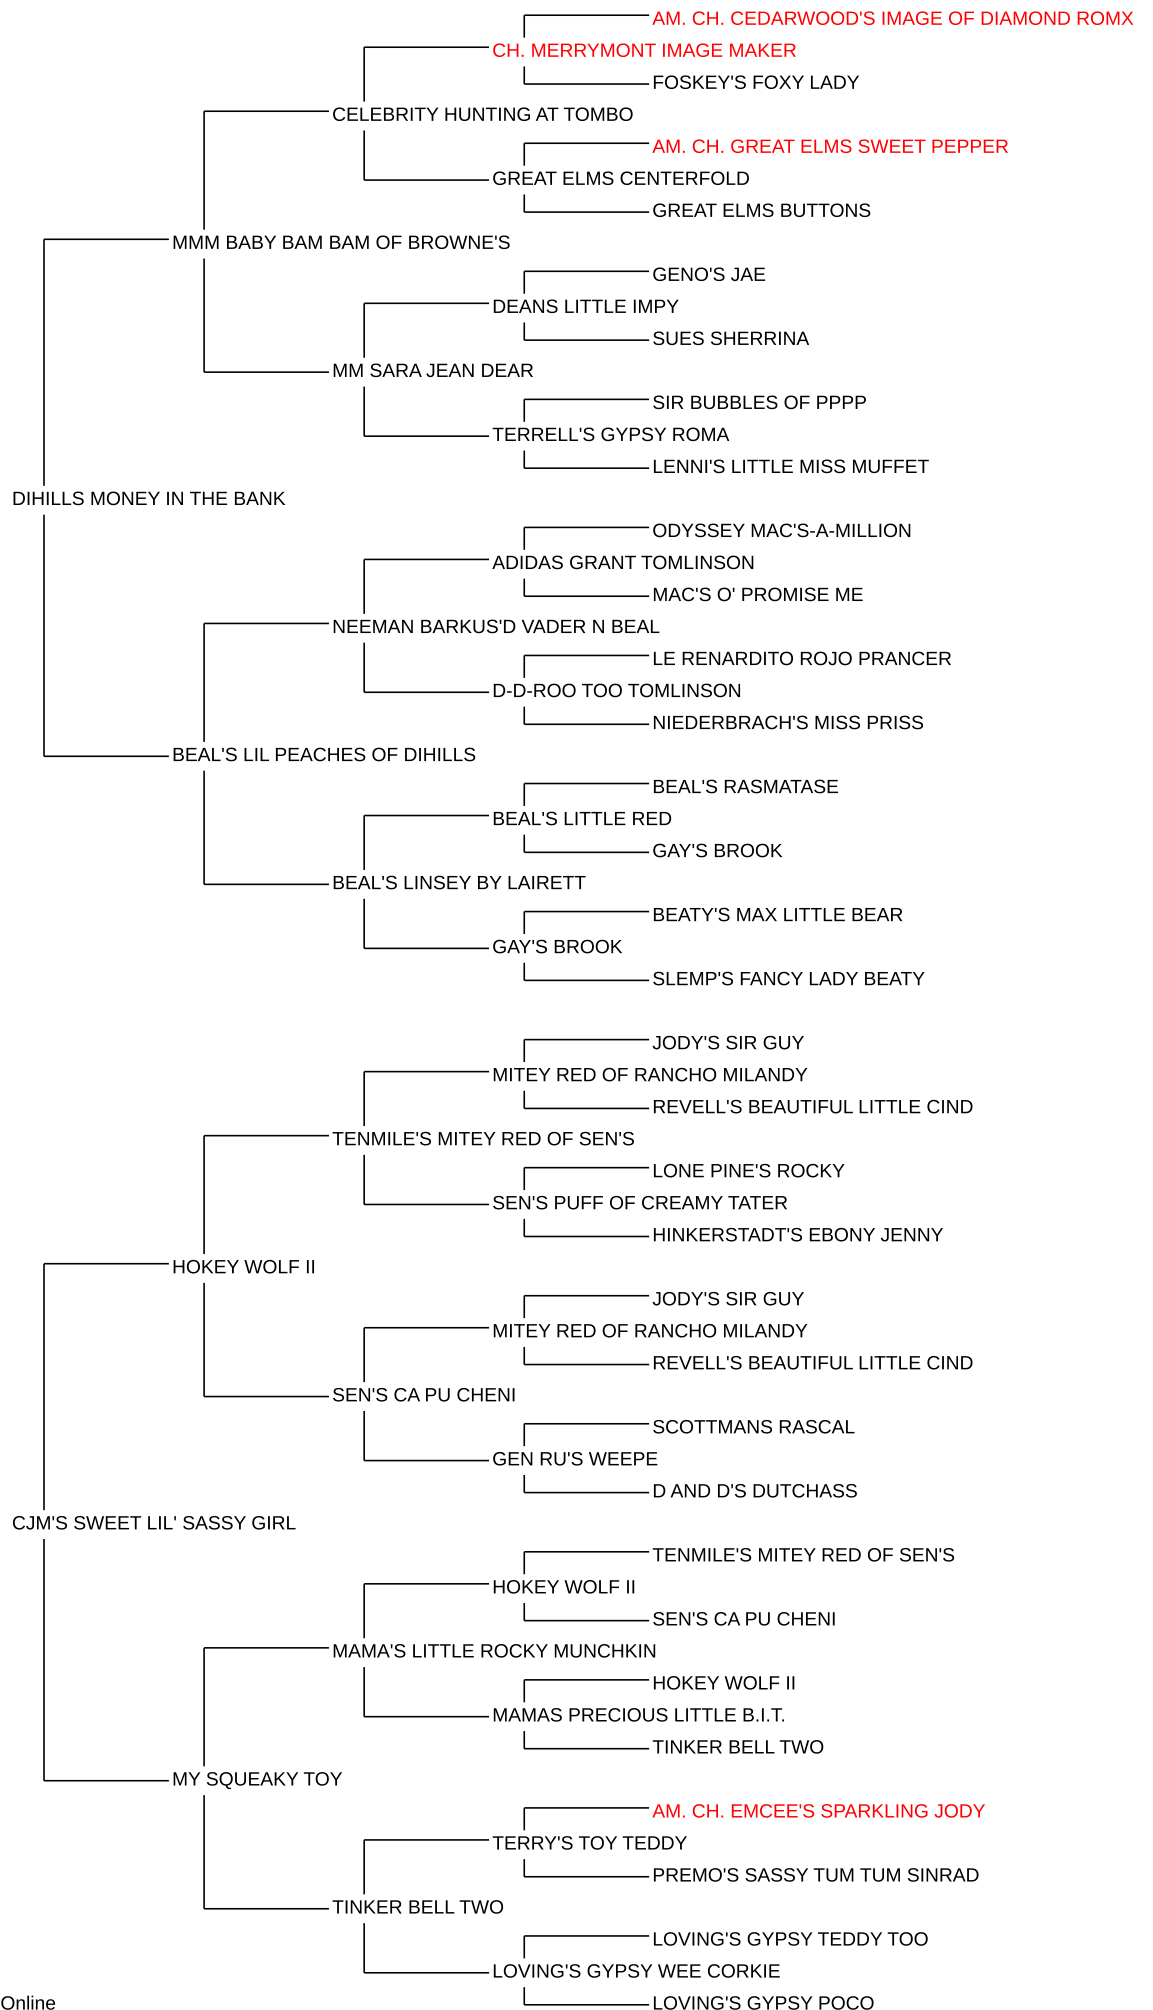 AM. CH. CEDARWOOD'S IMAGE OF DIAMOND ROMX
CH. MERRYMONT IMAGE MAKER
FOSKEY'S FOXY LADY
CELEBRITY HUNTING AT TOMBO
AM. CH. GREAT ELMS SWEET PEPPER
GREAT ELMS CENTERFOLD
GREAT ELMS BUTTONS
MMM BABY BAM BAM OF BROWNE'S
GENO'S JAE
DEANS LITTLE IMPY
SUES SHERRINA
MM SARA JEAN DEAR
SIR BUBBLES OF PPPP
TERRELL'S GYPSY ROMA
LENNI'S LITTLE MISS MUFFET
DIHILLS MONEY IN THE BANK
ODYSSEY MAC'S-A-MILLION
ADIDAS GRANT TOMLINSON
MAC'S O' PROMISE ME
NEEMAN BARKUS'D VADER N BEAL
LE RENARDITO ROJO PRANCER
D-D-ROO TOO TOMLINSON
NIEDERBRACH'S MISS PRISS
BEAL'S LIL PEACHES OF DIHILLS
BEAL'S RASMATASE
BEAL'S LITTLE RED
GAY'S BROOK
BEAL'S LINSEY BY LAIRETT
BEATY'S MAX LITTLE BEAR
GAY'S BROOK
SLEMP'S FANCY LADY BEATY
JODY'S SIR GUY
MITEY RED OF RANCHO MILANDY
REVELL'S BEAUTIFUL LITTLE CIND
TENMILE'S MITEY RED OF SEN'S
LONE PINE'S ROCKY
SEN'S PUFF OF CREAMY TATER
HINKERSTADT'S EBONY JENNY
HOKEY WOLF II
JODY'S SIR GUY
MITEY RED OF RANCHO MILANDY
REVELL'S BEAUTIFUL LITTLE CIND
SEN'S CA PU CHENI
SCOTTMANS RASCAL
GEN RU'S WEEPE
D AND D'S DUTCHASS
CJM'S SWEET LIL' SASSY GIRL
TENMILE'S MITEY RED OF SEN'S
HOKEY WOLF II
SEN'S CA PU CHENI
MAMA'S LITTLE ROCKY MUNCHKIN
HOKEY WOLF II
MAMAS PRECIOUS LITTLE B.I.T.
TINKER BELL TWO
MY SQUEAKY TOY
AM. CH. EMCEE'S SPARKLING JODY
TERRY'S TOY TEDDY
PREMO'S SASSY TUM TUM SINRAD
TINKER BELL TWO
LOVING'S GYPSY TEDDY TOO
LOVING'S GYPSY WEE CORKIE
LOVING'S GYPSY POCO
Online